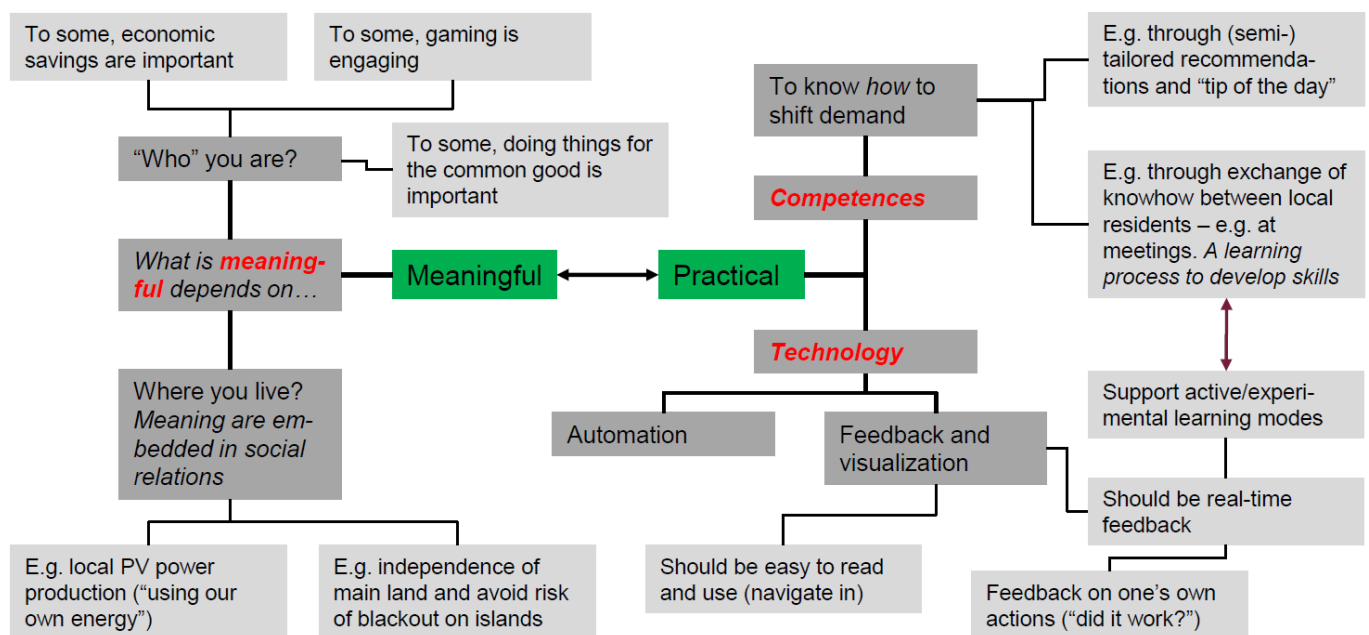 To some, economic
savings are important
To some, gaming is
engaging
“Who” you are?
To some, doing things for
the common good is
important
What is meaning-
ful depends on…
Meaningful
Practical
Where you live?
Meaning are em-
bedded in social
relations
E.g. local PV power
production (“using our
own energy”)
E.g. independence of
main land and avoid risk
of blackout on islands
To know how to
shift demand
Competences
Technology
Automation
Feedback and
visualization
Should be easy to read
and use (navigate in)
E.g. through (semi-)
tailored recommenda-
tions and “tip of the day”
E.g. through exchange of
knowhow between local
residents – e.g. at
meetings. A learning
process to develop skills
Support active/experi-
mental learning modes
Should be real-time
feedback
Feedback on one’s own
actions (“did it work?”)